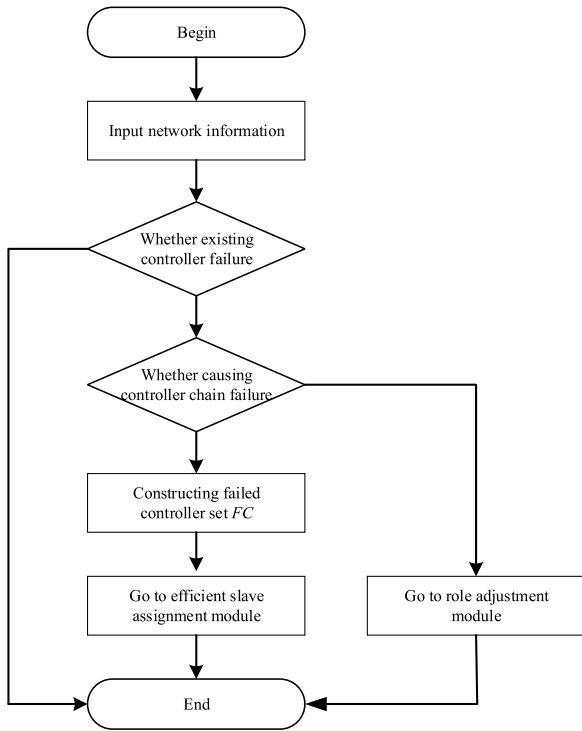 Begin
Input network information
Whether existing
controller failure
Whether causing
controller chain failure
Constructing failed
controller set FC
Go to efficient slave
assignment module
Go to role adjustment
module
End